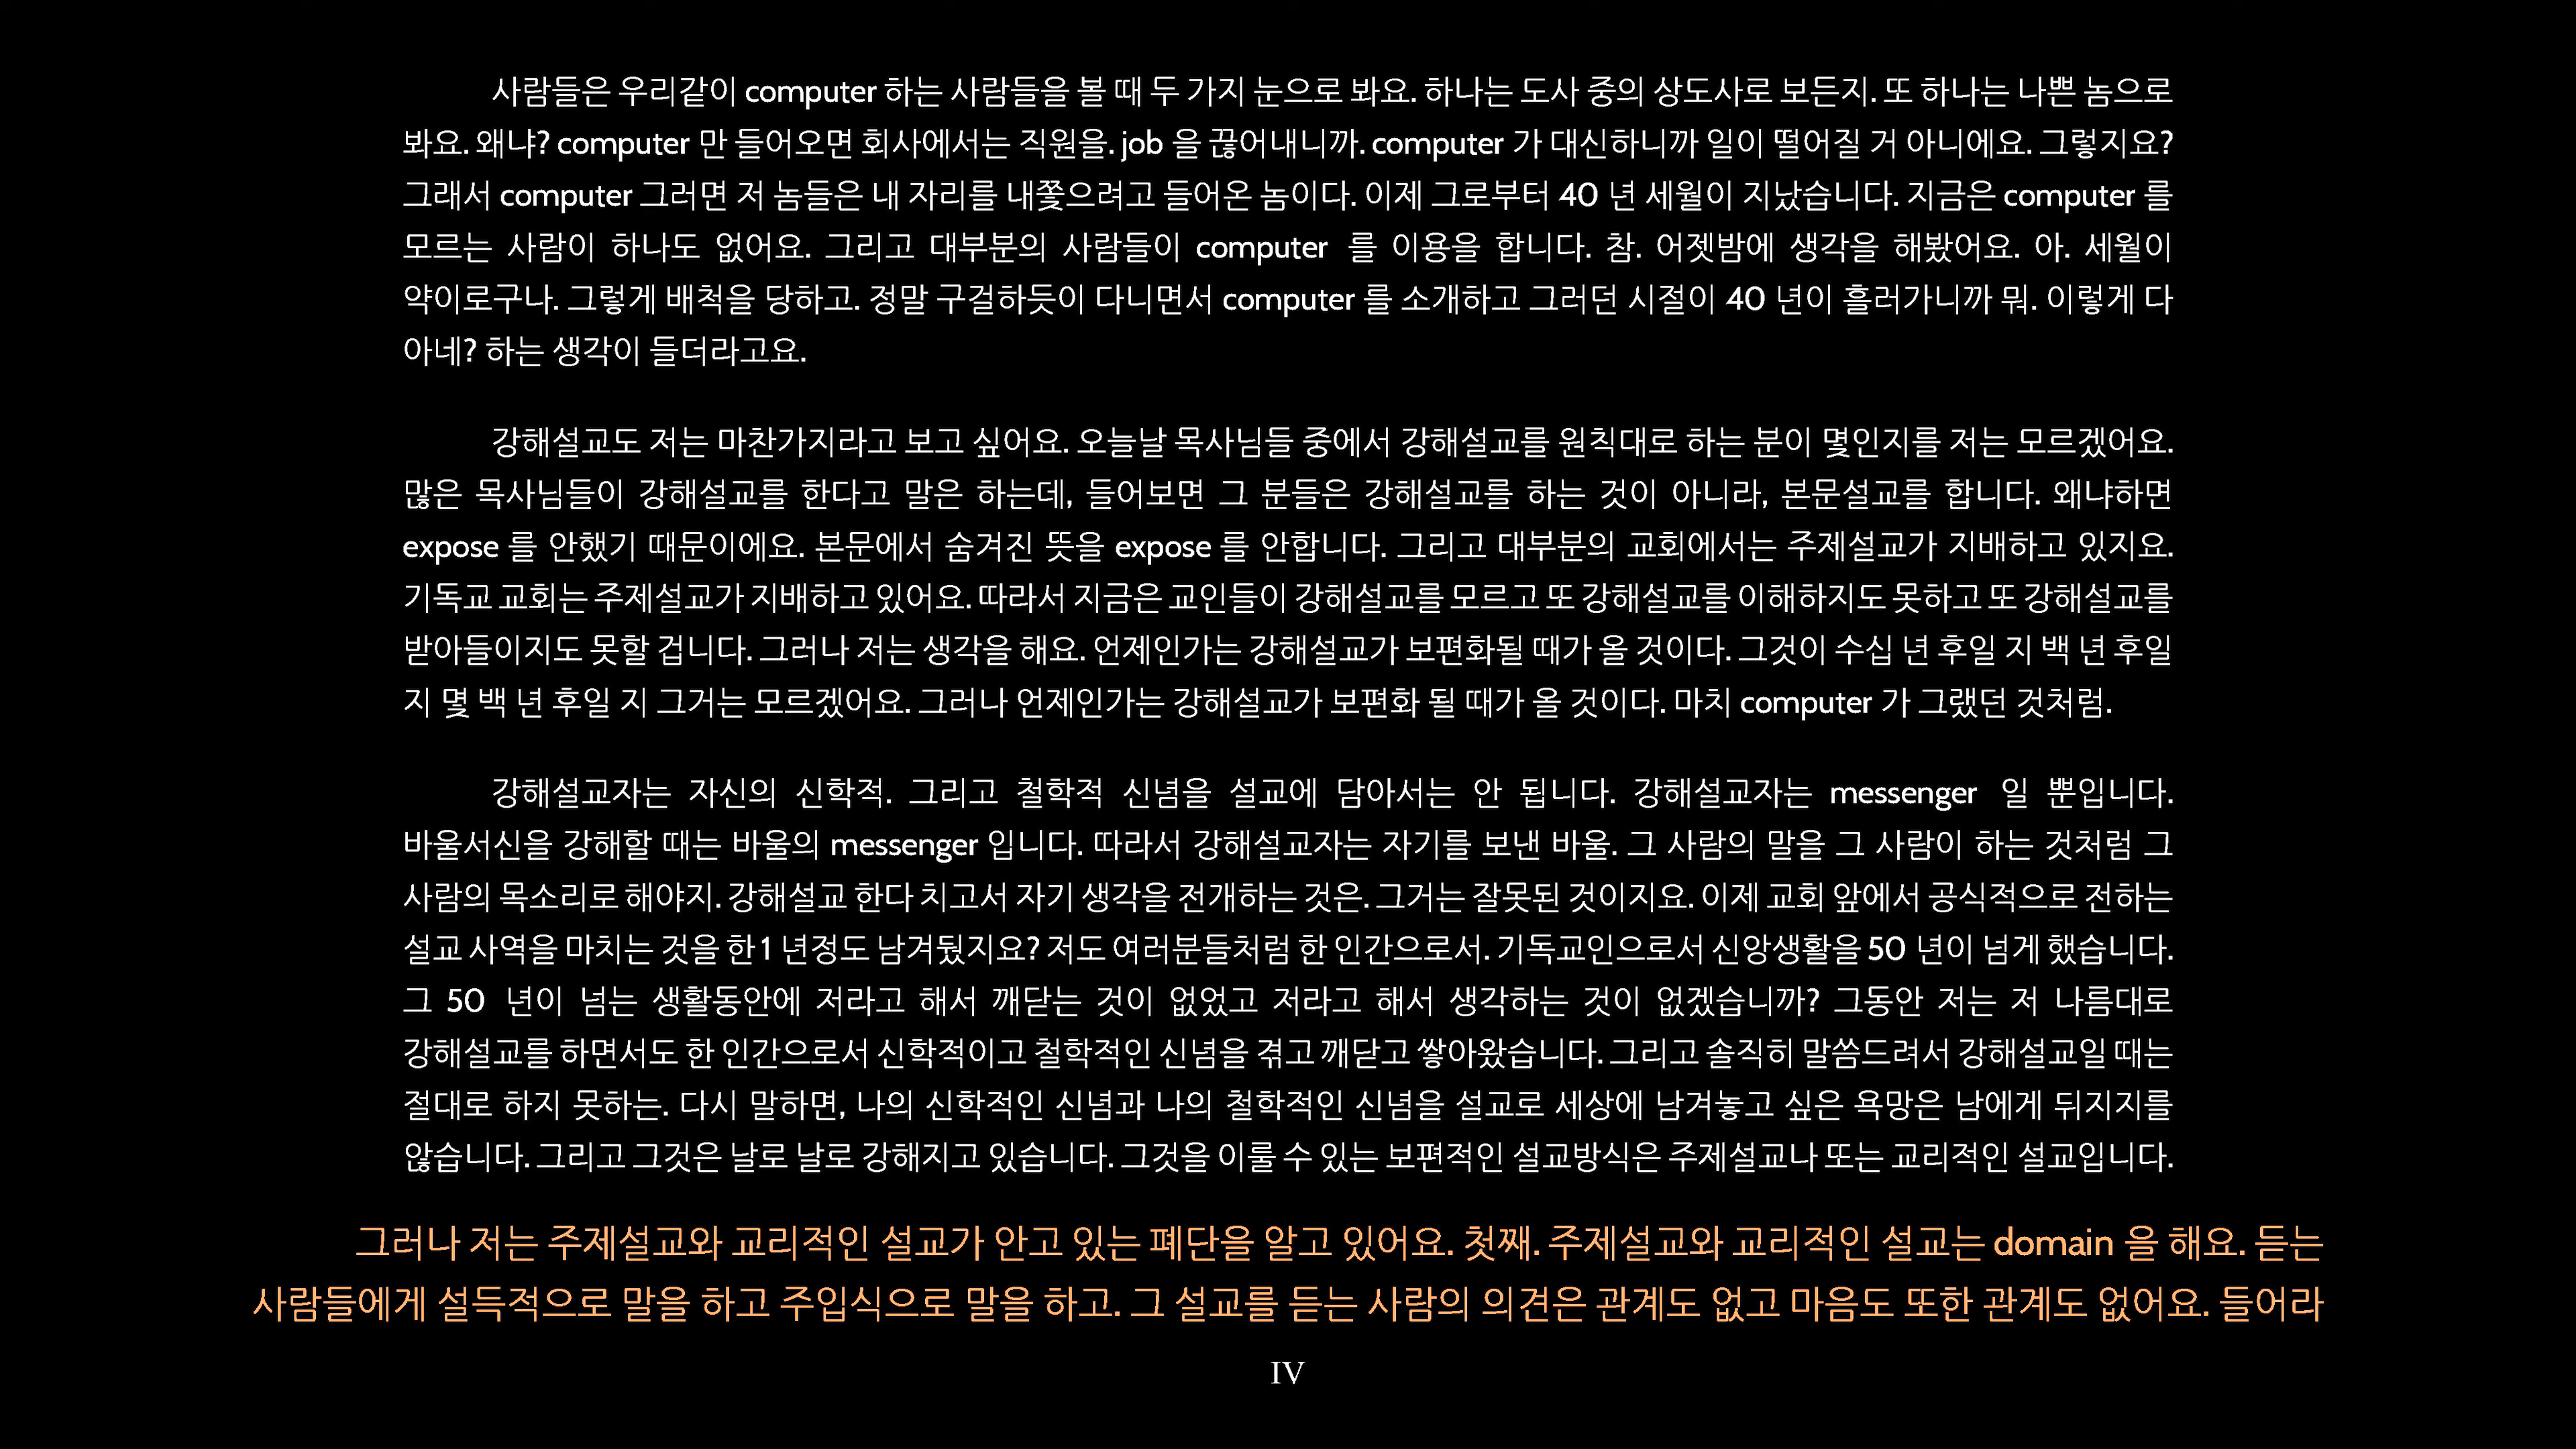 사람들은 우리같이 computer 하는 사람들을 볼 때 두 가지 눈으로 봐요. 하나는 도사 중의 상도사로 보든지. 또 하나는 나쁜 놈으로
봐요. 왜냐? computer 만 들어오면 회사에서는 직원을. job 을 끊어내니까. computer 가 대신하니까 일이 떨어질 거 아니에요. 그렇지요?
그래서 computer 그러면 저 놈들은 내 자리를 내쫓으려고 들어온 놈이다. 이제 그로부터 40 년 세월이 지났습니다. 지금은 computer 를
모르는 사람이 하나도 없어요. 그리고 대부분의 사람들이 computer 를 이용을 합니다. 참. 어젯밤에 생각을 해봤어요. 아. 세월이
약이로구나. 그렇게 배척을 당하고. 정말 구걸하듯이 다니면서 computer 를 소개하고 그러던 시절이 40 년이 흘러가니까 뭐. 이렇게 다
아네? 하는 생각이 들더라고요.
강해설교도 저는 마찬가지라고 보고 싶어요. 오늘날 목사님들 중에서 강해설교를 원칙대로 하는 분이 몇인지를 저는 모르겠어요.
많은 목사님들이 강해설교를 한다고 말은 하는데, 들어보면 그 분들은 강해설교를 하는 것이 아니라, 본문설교를 합니다. 왜냐하면
expose 를 안했기 때문이에요. 본문에서 숨겨진 뜻을 expose 를 안합니다. 그리고 대부분의 교회에서는 주제설교가 지배하고 있지요.
기독교 교회는 주제설교가 지배하고 있어요. 따라서 지금은 교인들이 강해설교를 모르고 또 강해설교를 이해하지도 못하고 또 강해설교를
받아들이지도 못할 겁니다. 그러나 저는 생각을 해요. 언제인가는 강해설교가 보편화될 때가 올 것이다. 그것이 수십 년 후일 지 백 년 후일
지 몇 백 년 후일 지 그거는 모르겠어요. 그러나 언제인가는 강해설교가 보편화 될 때가 올 것이다. 마치 computer 가 그랬던 것처럼.
강해설교자는 자신의 신학적. 그리고 철학적 신념을 설교에 담아서는 안 됩니다. 강해설교자는 messenger 일 뿐입니다.
바울서신을 강해할 때는 바울의 messenger 입니다. 따라서 강해설교자는 자기를 보낸 바울. 그 사람의 말을 그 사람이 하는 것처럼 그
사람의 목소리로 해야지. 강해설교 한다 치고서 자기 생각을 전개하는 것은. 그거는 잘못된 것이지요. 이제 교회 앞에서 공식적으로 전하는
설교 사역을 마치는 것을 한1 년정도 남겨뒀지요? 저도 여러분들처럼 한 인간으로서. 기독교인으로서 신앙생활을 50 년이 넘게 했습니다.
그 50 년이 넘는 생활동안에 저라고 해서 깨닫는 것이 없었고 저라고 해서 생각하는 것이 없겠습니까? 그동안 저는 저 나름대로
강해설교를 하면서도 한 인간으로서 신학적이고 철학적인 신념을 겪고 깨닫고 쌓아왔습니다. 그리고 솔직히 말씀드려서 강해설교일 때는
절대로 하지 못하는. 다시 말하면, 나의 신학적인 신념과 나의 철학적인 신념을 설교로 세상에 남겨놓고 싶은 욕망은 남에게 뒤지지를
않습니다. 그리고 그것은 날로 날로 강해지고 있습니다. 그것을 이룰 수 있는 보편적인 설교방식은 주제설교나 또는 교리적인 설교입니다.
그러나 저는 주제설교와 교리적인 설교가 안고 있는 폐단을 알고 있어요. 첫째. 주제설교와 교리적인 설교는 domain 을 해요. 듣는
사람들에게 설득적으로 말을 하고 주입식으로 말을 하고. 그 설교를 듣는 사람의 의견은 관계도 없고 마음도 또한 관계도 없어요. 들어라
IV